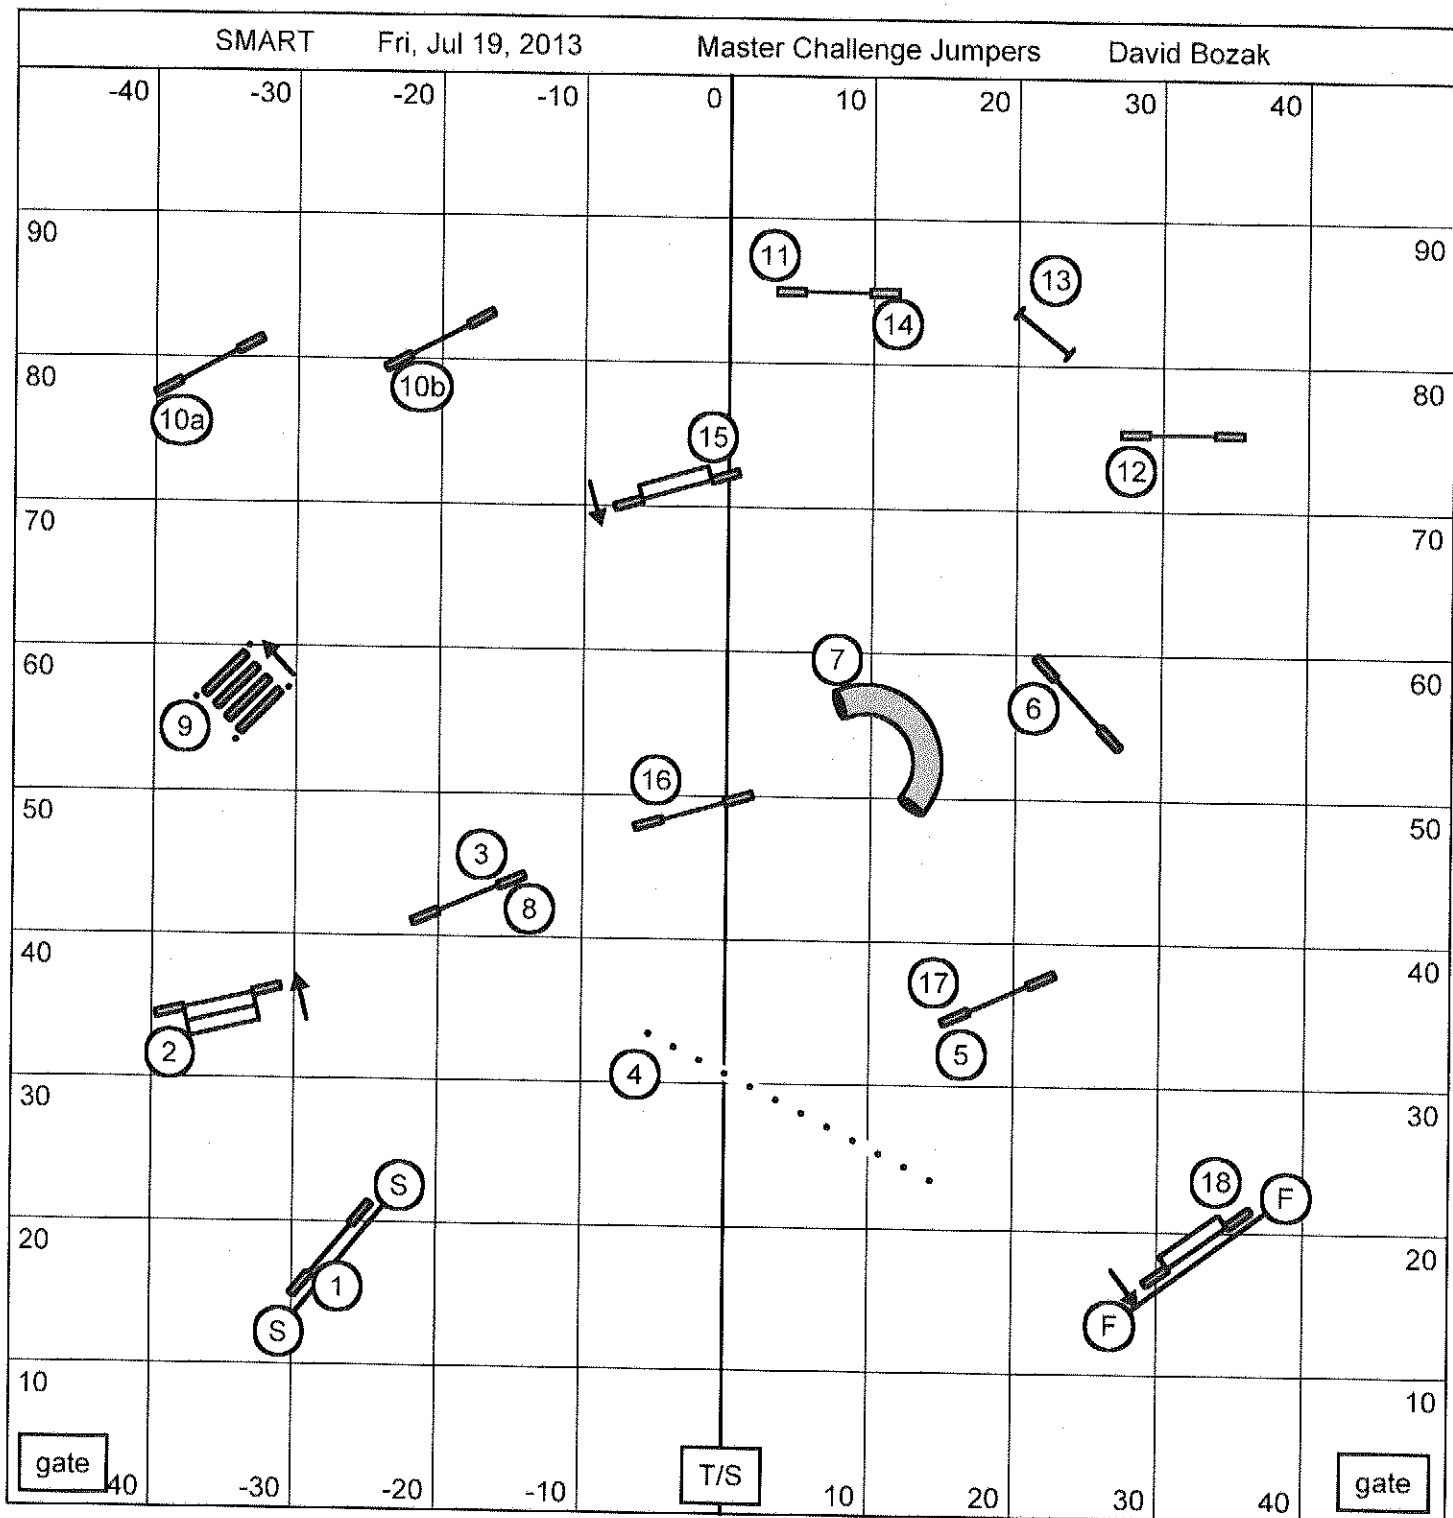 SMART Fri, Jul 19, 2013 Master Challenge Jumpers David Bozak
-40 -30 -20 -10 0 10 20 30 40
90 90
11
13
14
80 80
10b
10a
15
12
70 70
60 60
7
6
9
16
50 50
3
8
40 40
17
5
2
4
30 30
S
18
F
20 20
1
S
F
10 10
gate 40 -30 -20 -10 T/S 10 20 30 40 gate